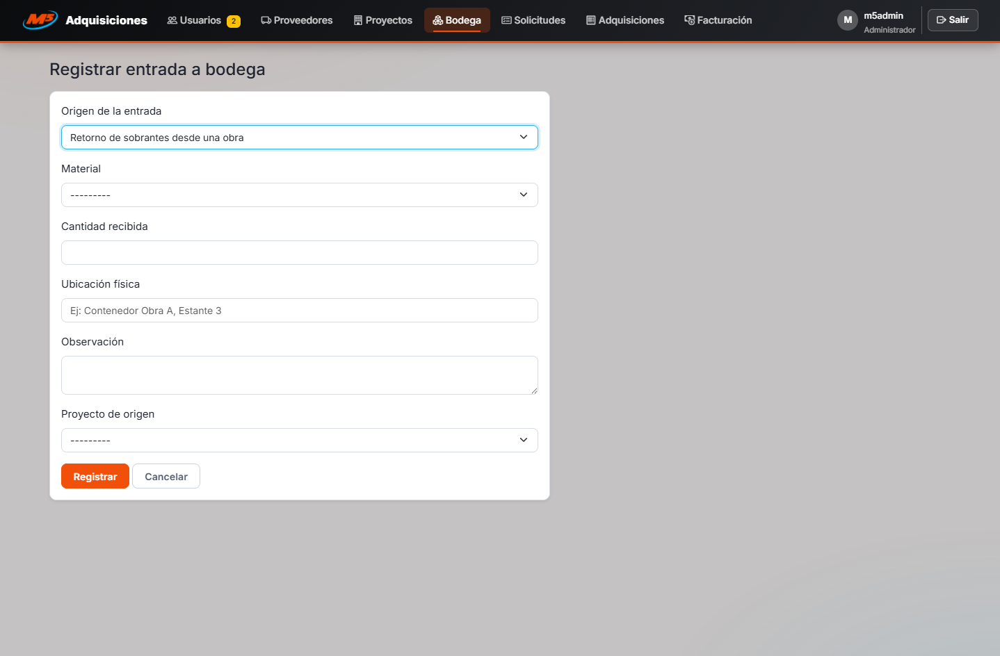 M5 Adquisiciones Usuarios 2 Proveedores Proyectos Bodega Solicitudes Adquisiciones Facturación M m5admin Administrador Salir
Registrar entrada a bodega
Origen de la entrada
Retorno de sobrantes desde una obra
Material
---------
Cantidad recibida
Ubicación física
Ej: Contenedor Obra A, Estante 3
Observación
Proyecto de origen
---------
Registrar Cancelar